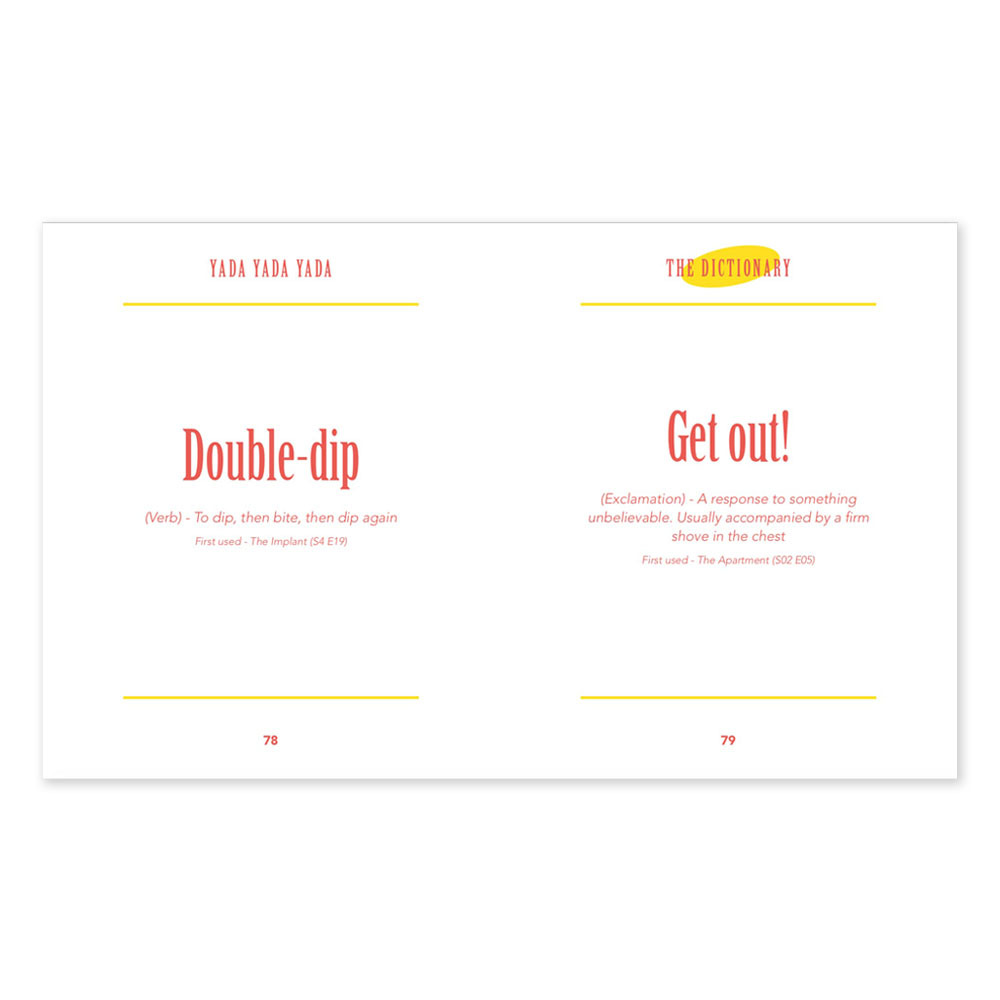 YADA YADA YADA
Double-dip
(Verb) - To dip, then bite, then dip again
First used - The Implant (S4 E19)
78
THE DICTIONARY
Get out!
(Exclamation) - A response to something
unbelievable. Usually accompanied by a firm
shove in the chest
First used - The Apartment (S02 E05)
79